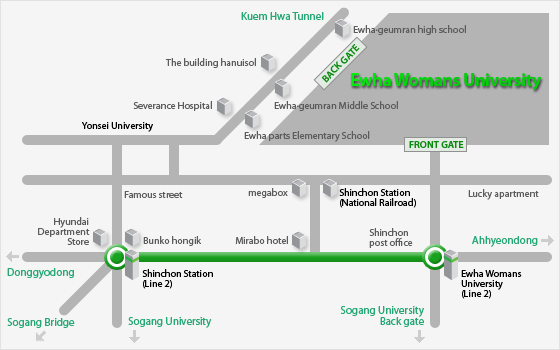 Kuem Hwa Tunnel
Ewha-geumran high school
BACK GATE
The building hanuisol
Ewha Womans University
Severance Hospital
Ewha-geumran Middle School
Yonsei University
Ewha parts Elementary School
FRONT GATE
Famous street
megabox
Shinchon Station
(National Railroad)
Lucky apartment
Hyundai
Department
Store
Bunko hongik
Mirabo hotel
Shinchon
post office
Ahhyeondong
Donggyodong
Shinchon Station
(Line 2)
Ewha Womans
University
(Line 2)
Sogang Bridge
Sogang University
Sogang University
Back gate